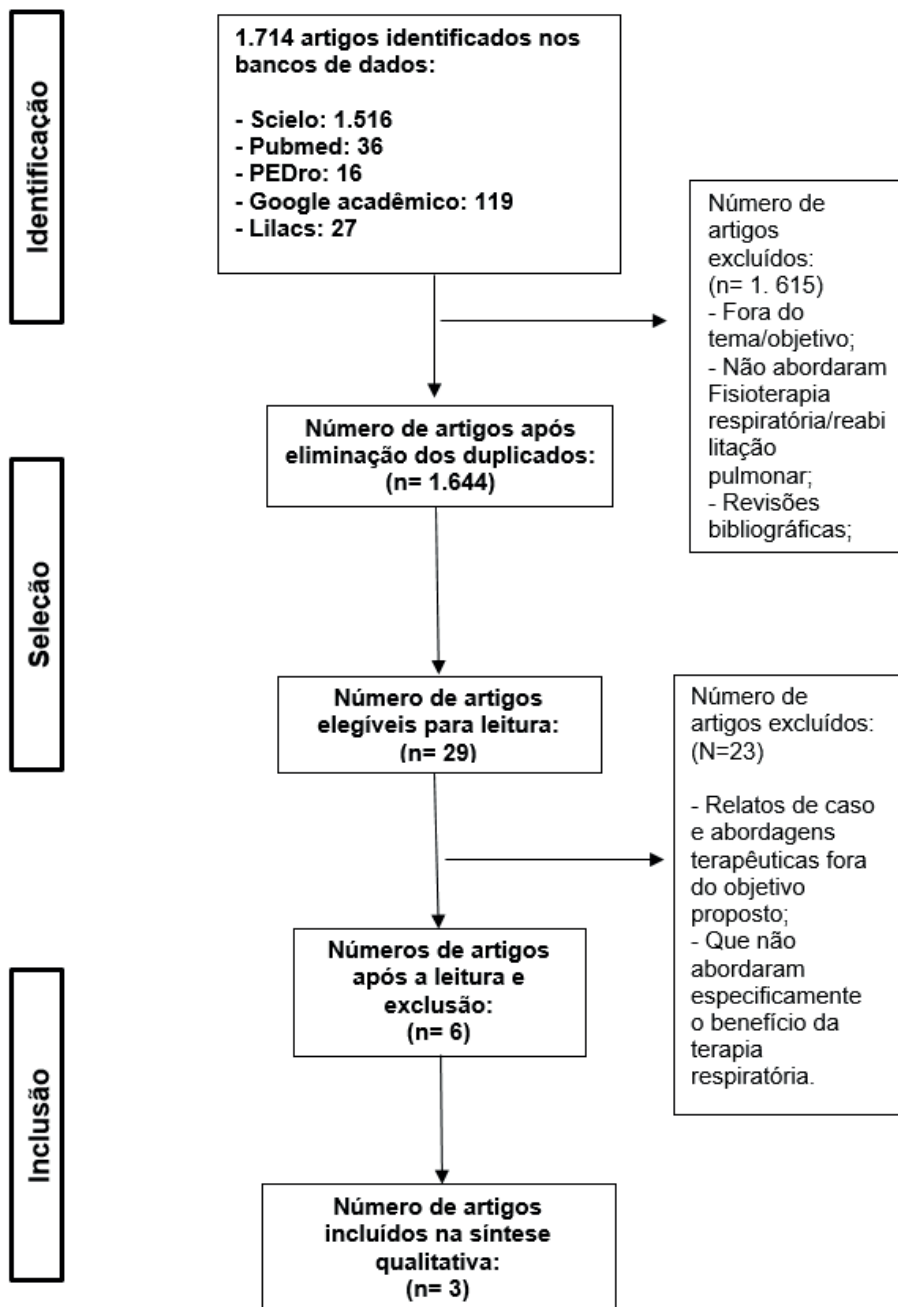 Identificação
1.714 artigos identificados nos
bancos de dados:
- Scielo: 1.516
- Pubmed: 36
- PEDro: 16
- Google acadêmico: 119
- Lilacs: 27
Número de
artigos
excluídos:
(n= 1. 615)
- Fora do
tema/objetivo;
- Não abordaram
Fisioterapia
respiratória/reabi
litação
pulmonar;
- Revisões
bibliográficas;
Número de artigos após
eliminação dos duplicados:
(n= 1.644)
Seleção
Número de artigos
elegíveis para leitura:
(n= 29)
Número de
artigos excluídos:
(N=23)
- Relatos de caso
e abordagens
terapêuticas fora
do objetivo
proposto;
- Que não
abordaram
especificamente
o benefício da
terapia
respiratória.
Números de artigos
após a leitura e
exclusão:
(n= 6)
Inclusão
Número de artigos
incluídos na síntese
qualitativa:
(n= 3)